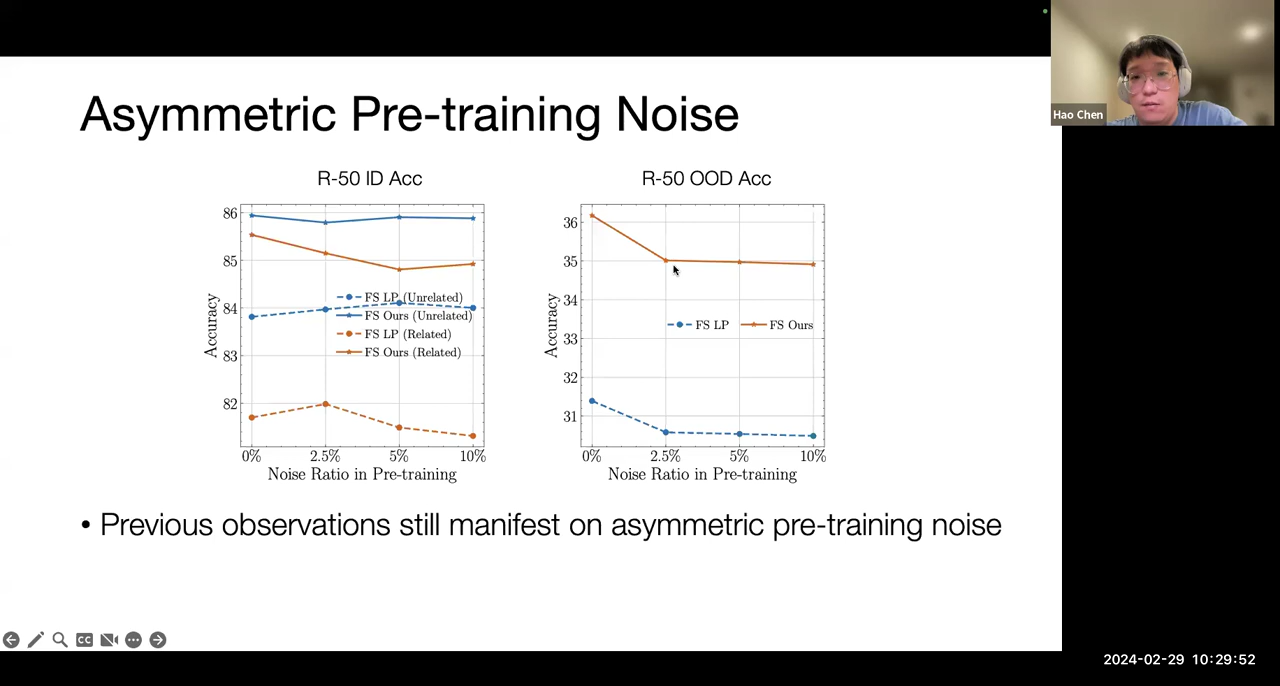 Hao Chen
Asymmetric Pre-training Noise
R-50 ID Acc
86
85
84
83
82
Accuracy
FS LP (Unrelated)
FS Ours (Unrelated)
FS LP (Related)
FS Ours (Related)
0% 2.5% 5% 10%
Noise Ratio in Pre-training
R-50 OOD Acc
36
35
34
33
32
31
Accuracy
FS LP FS Ours
0% 2.5% 5% 10%
Noise Ratio in Pre-training
• Previous observations still manifest on asymmetric pre-training noise
CC
2024-02-29 10:29:52